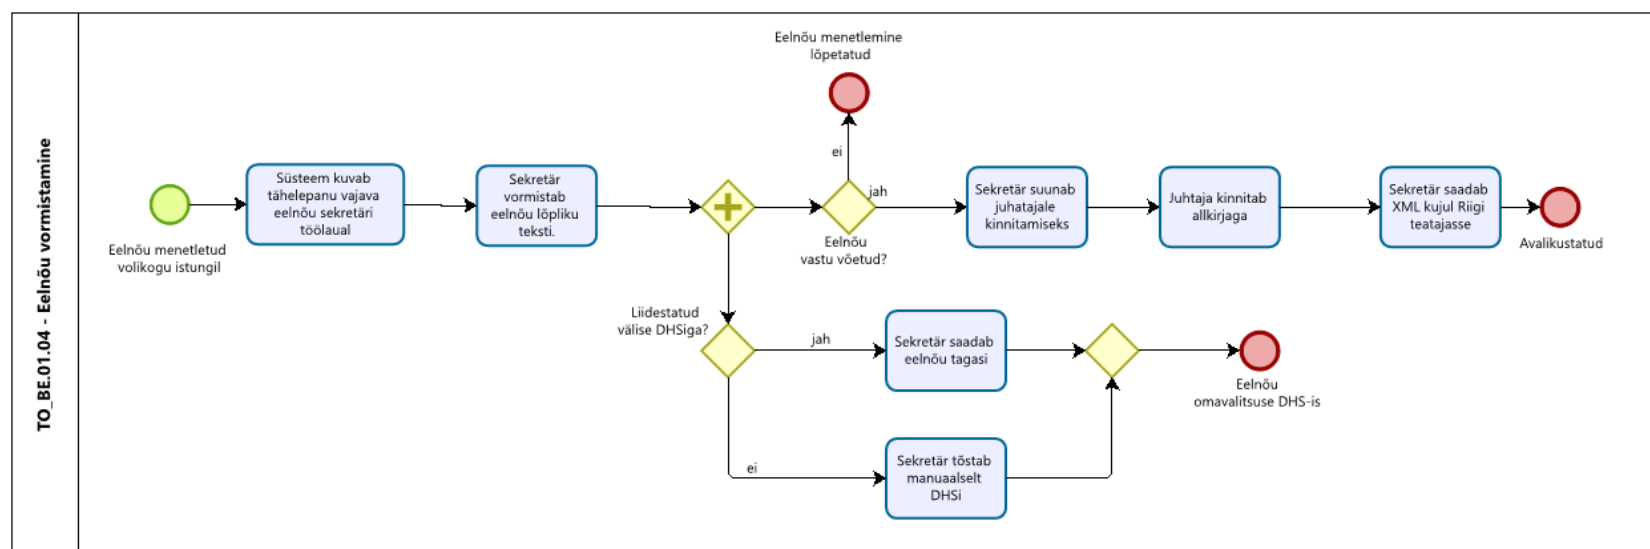 TO_BE.01.04 - Eelnõu vormistamine
Eelnõu menetletud
volikogu istungil
Süsteem kuvab
tähelepanu vajava
eelnõu sekretäri
töölaual
Sekretär
vormistab
eelnõu lõpliku
teksti.
Eelnõu menetlemine
lõpetatud
ei
jah
Eelnõu
vastu võetud?
Sekretär suunab
juhatajale
kinnitamiseks
Juhtaja kinnitab
allkirjaga
Sekretär saadab
XML kujul Riigi
teatajasse
Avalikustatud
Liidestatud
välise DHSiga?
jah
Sekretär saadab
eelnõu tagasi
Eelnõu
omavalitsuse DHS-is
ei
Sekretär tõstab
manuaalselt
DHSi